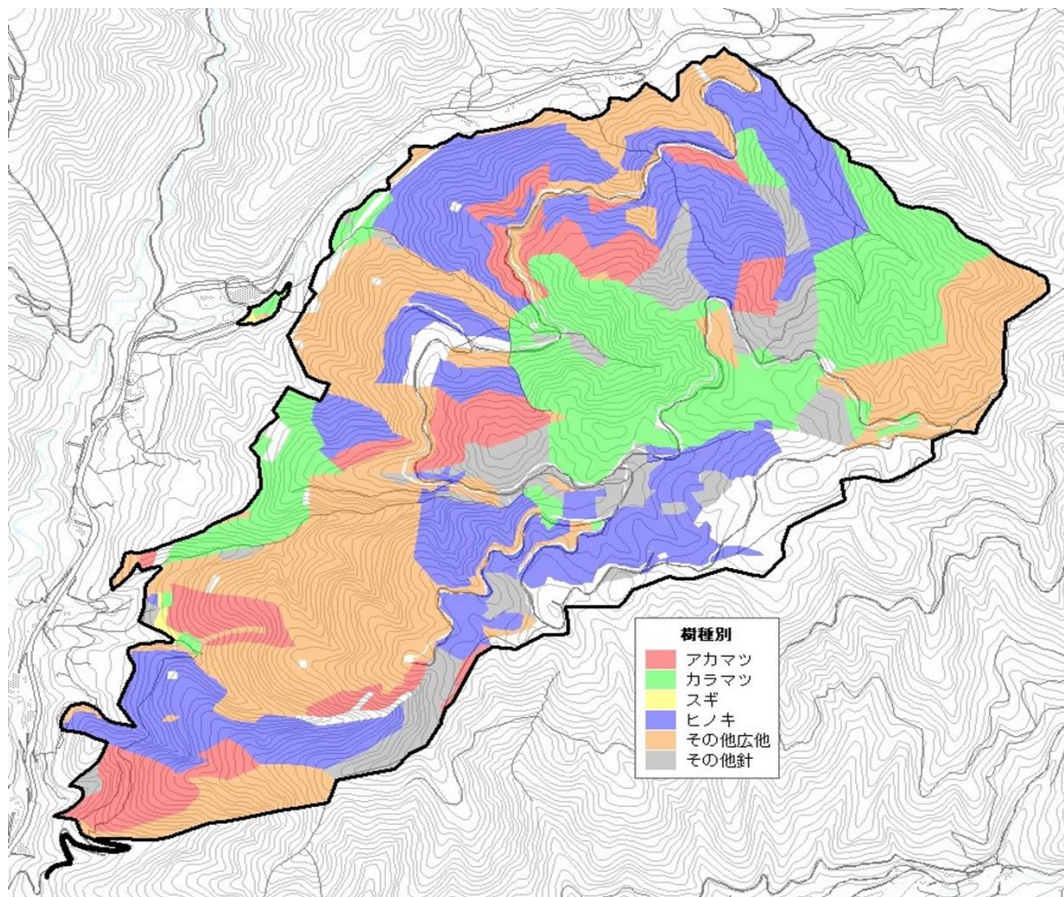 樹種別
アカマツ
カラマツ
スギ
ヒノキ
その他広他
その他針